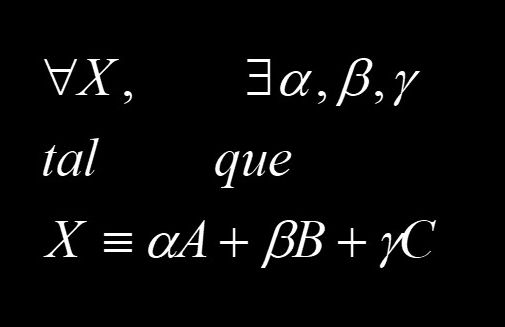 ∀X, ∃α, β, γ
tal que
X ≡ αA + βB + γC